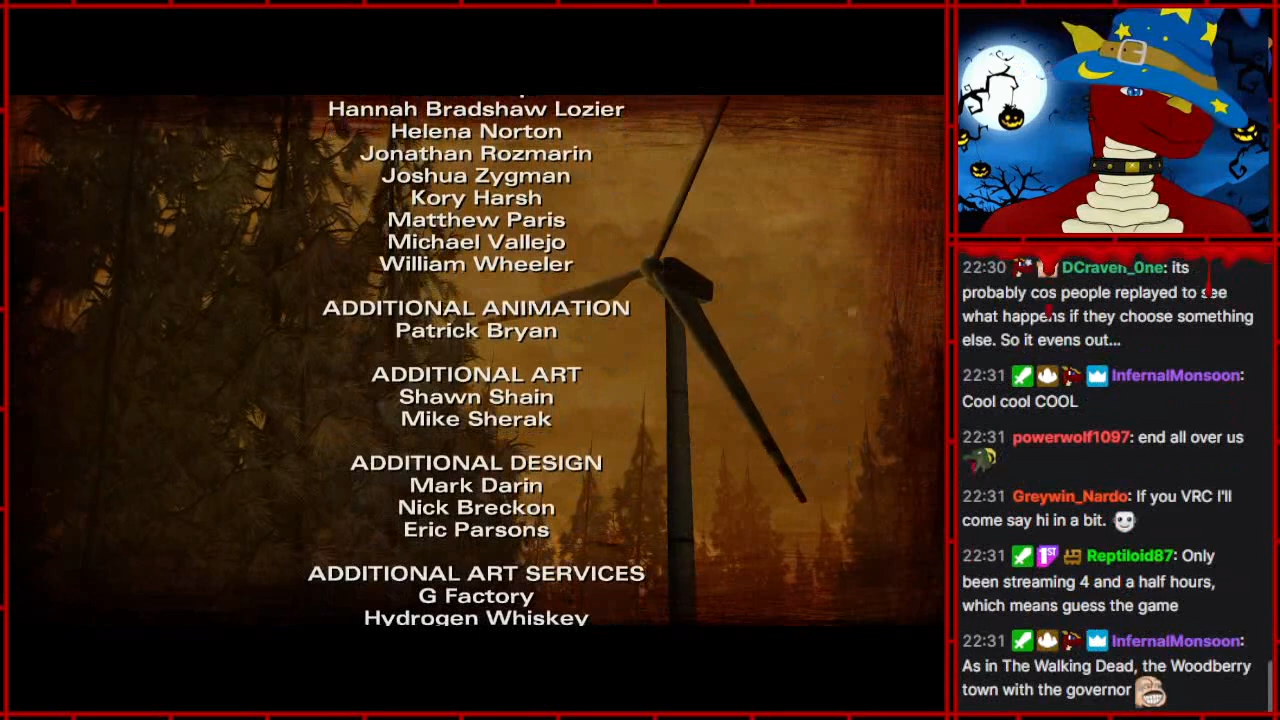 Hannah Bradshaw Lozier
Helena Norton
Jonathan Rozmarin
Joshua Zygman
Kory Harsh
Matthew Paris
Michael Vallejo
William Wheeler
ADDITIONAL ANIMATION
Patrick Bryan
ADDITIONAL ART
Shawn Shain
Mike Sherak
ADDITIONAL DESIGN
Mark Darin
Nick Breckon
Eric Parsons
ADDITIONAL ART SERVICES
G Factory
Hydrogen Whiskey
22:30 DCraven_0ne: its
probably cos people replayed to see
what happens if they choose something
else. So it evens out...
22:31 InfernalMonsoon:
Cool cool COOL
22:31 powerwolf1097: end all over us
22:31 Greywin_Nardo: If you VRC I'll
come say hi in a bit.
22:31 1ST Reptiloid87: Only
been streaming 4 and a half hours,
which means guess the game
22:31 InfernalMonsoon:
As in The Walking Dead, the Woodberry
town with the governor